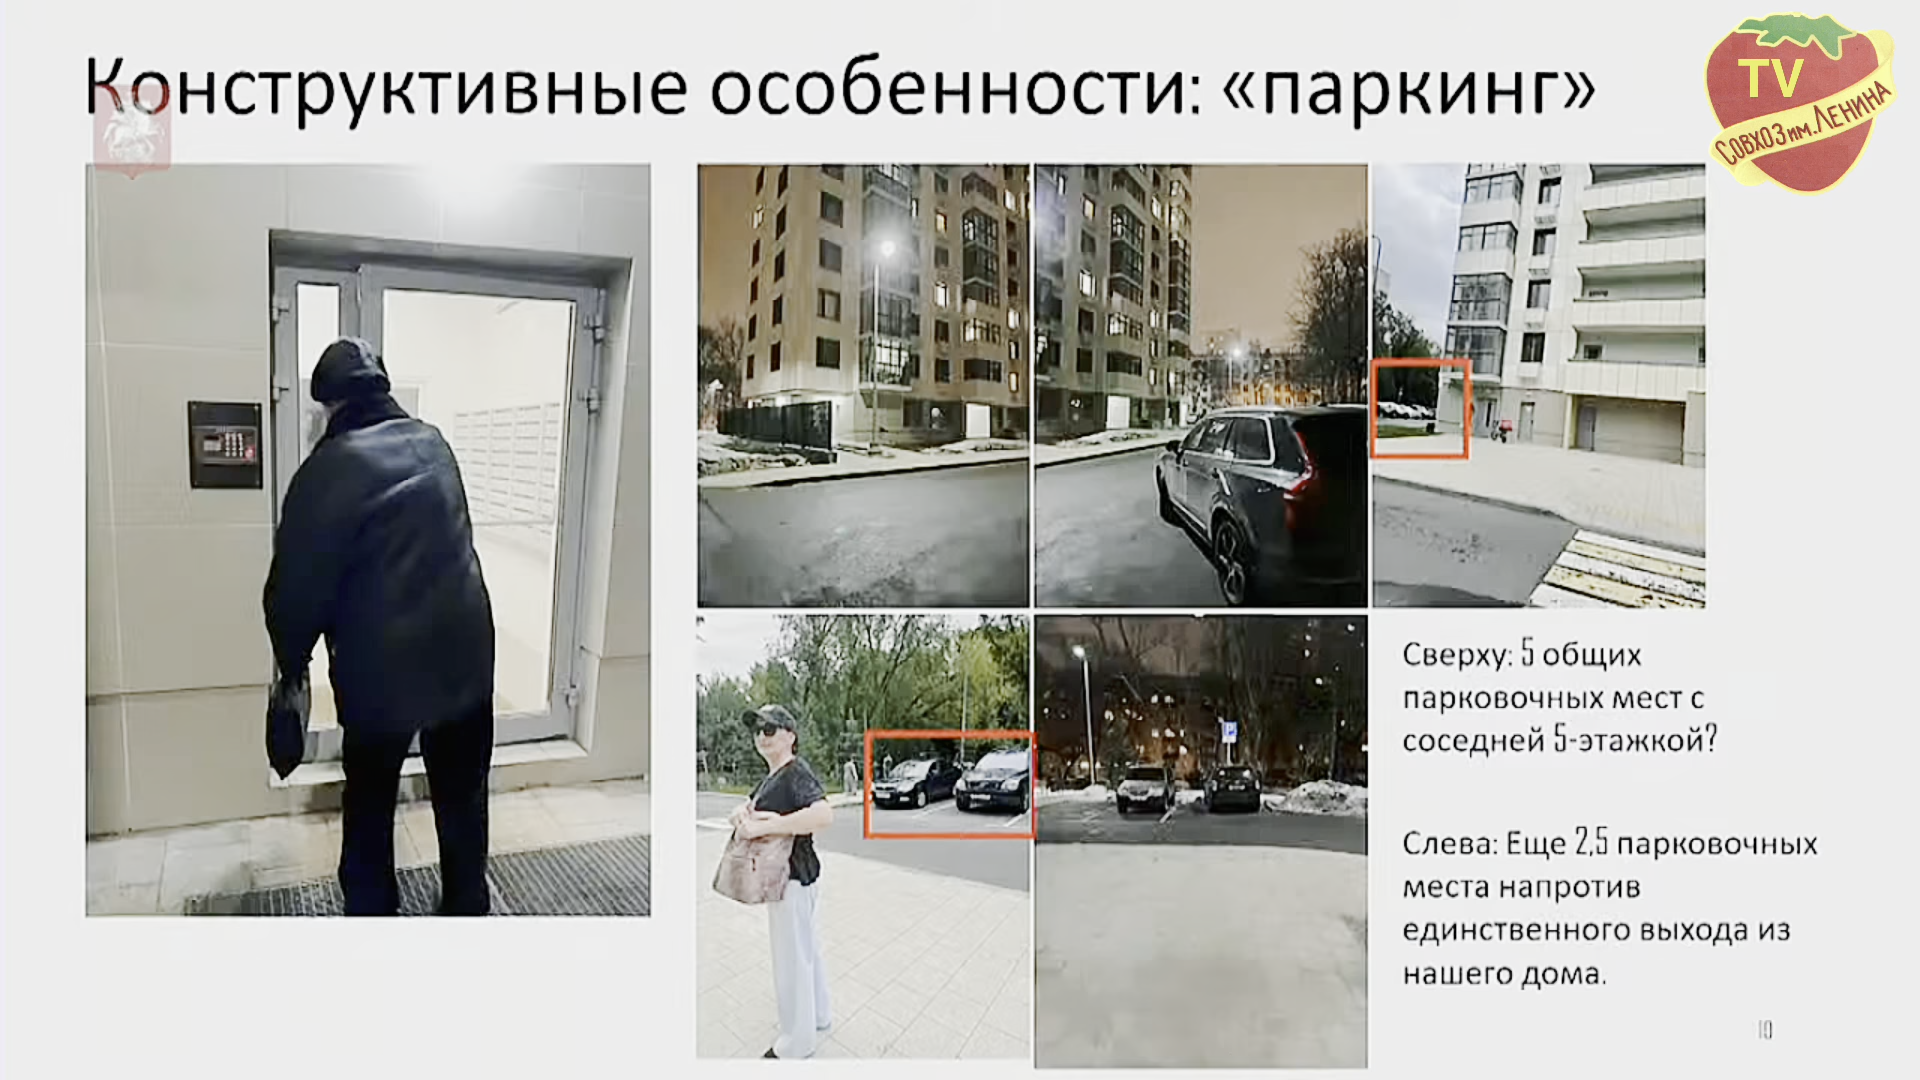 Конструктивные особенности: «паркинг»
TV
СОВХОЗ им. ЛЕНИНА
Сверху: 5 общих
парковочных мест с
соседней 5-этажкой?
Слева: Еще 2,5 парковочных
места напротив
единственного выхода из
нашего дома.
10